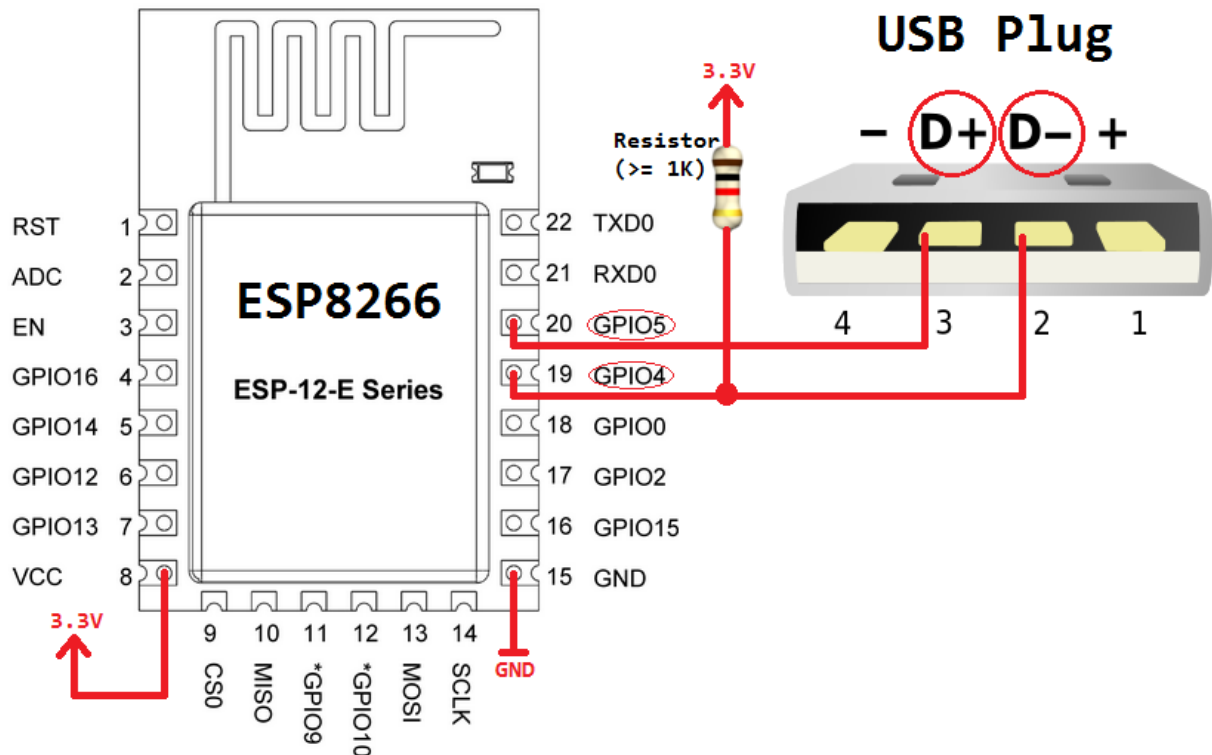 USB Plug
3.3V
- D+ D- +
Resistor
(>= 1K)
RST 1
22 TXD0
ADC 2
21 RXD0
ESP8266
EN 3
20 GPIO5
4 3 2 1
GPIO16 4
ESP-12-E Series
19 GPIO4
GPIO14 5
18 GPIO0
GPIO12 6
17 GPIO2
GPIO13 7
16 GPIO15
VCC 8
15 GND
3.3V
9 10 11 12 13 14
GND
CS0
MISO
*GPIO9
*GPIO10
MOSI
SCLK